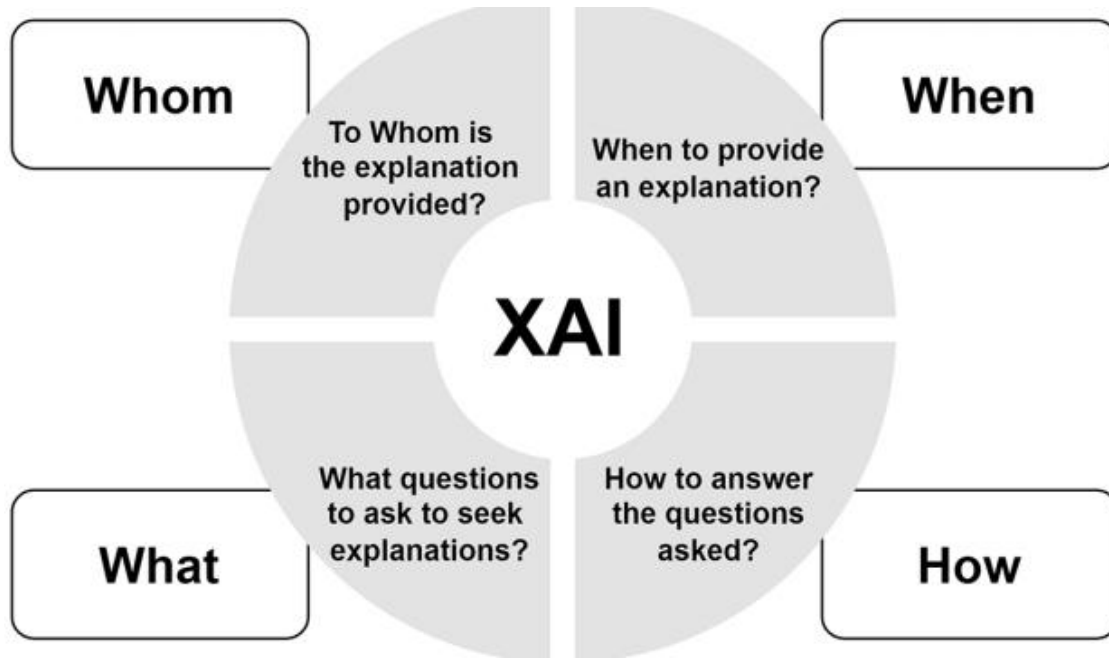 Whom
To Whom is
the explanation
provided?
When
When to provide
an explanation?
XAI
What
What questions
to ask to seek
explanations?
How to answer
the questions
asked?
How